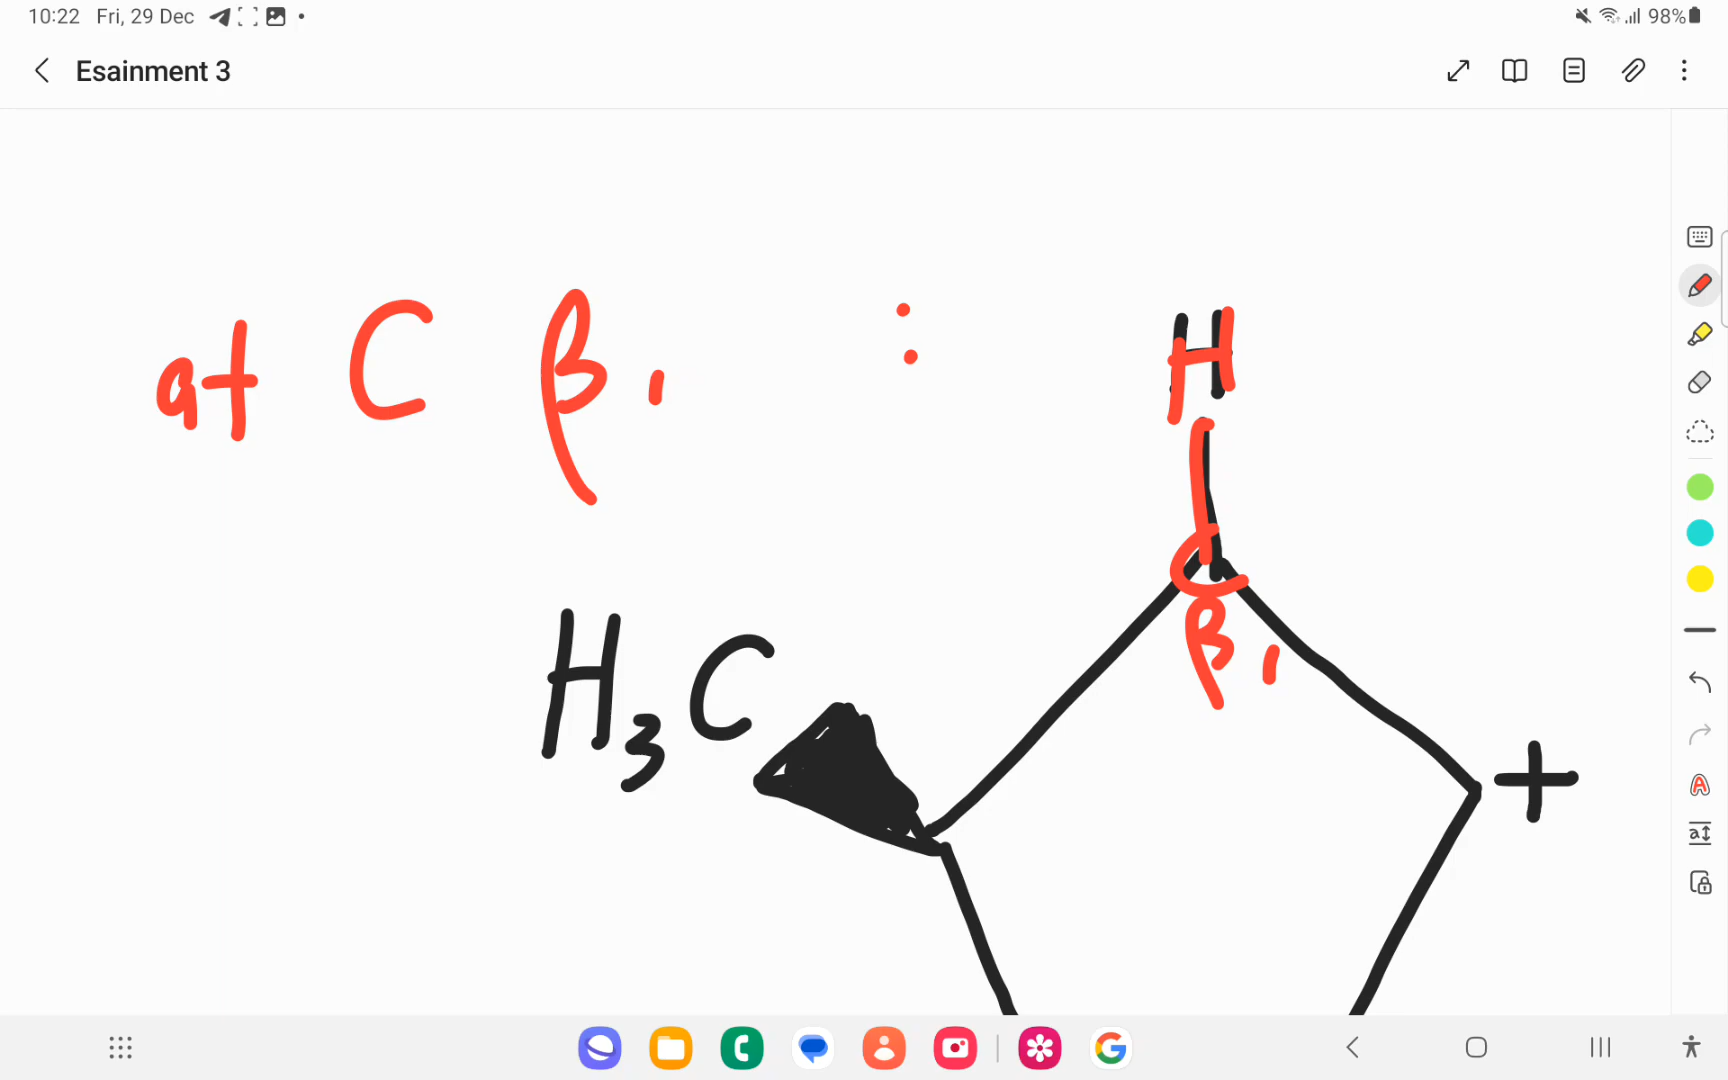 10:22 Fri, 29 Dec 98%
Esainment 3
at C β1 :
H
C
β1
H3C
+